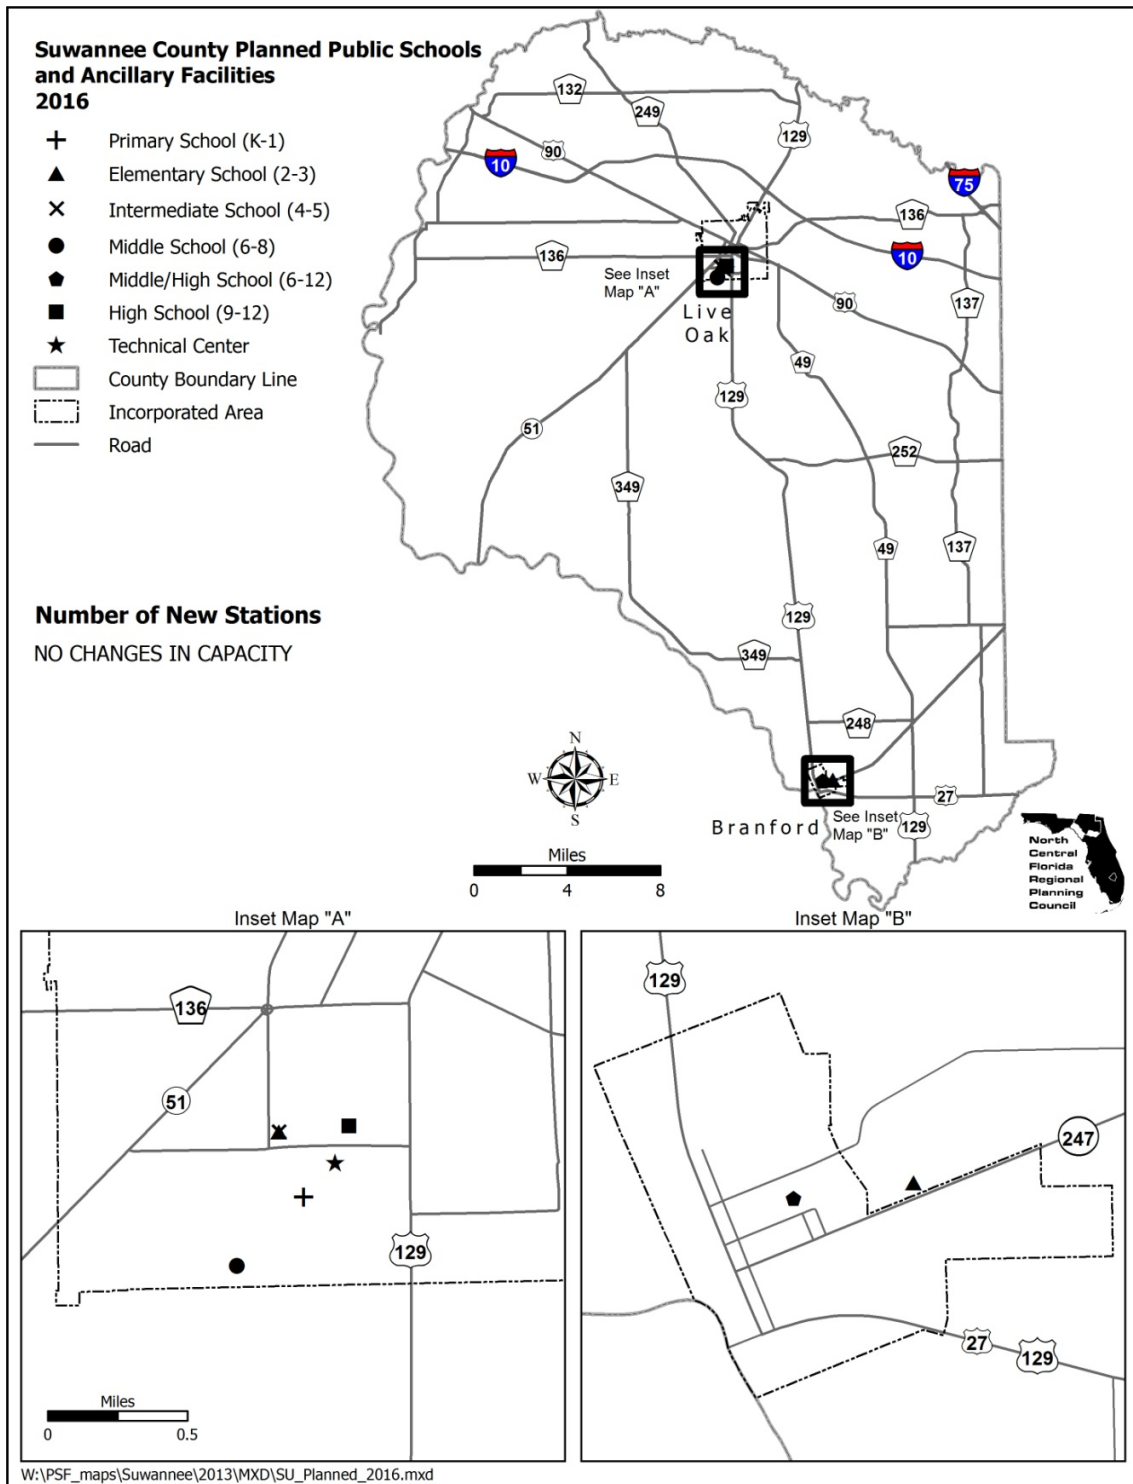 Suwannee County Planned Public Schools
and Ancillary Facilities
2016
Primary School (K-1)
Elementary School (2-3)
Intermediate School (4-5)
Middle School (6-8)
Middle/High School (6-12)
High School (9-12)
Technical Center
County Boundary Line
Incorporated Area
Road
132
249
129
90
10
75
136
136
10
See Inset
Map "A"
Live
Oak
90
137
49
129
51
252
349
49
137
129
349
248
27
129
Branford
See Inset
Map "B"
Number of New Stations
NO CHANGES IN CAPACITY
N
W
E
S
Miles
0
4
8
North
Central
Florida
Regional
Planning
Council
Inset Map "A"
136
51
129
Miles
0
0.5
Inset Map "B"
129
247
27
129
W:\PSF_maps\Suwannee\2013\MXD\SU_Planned_2016.mxd